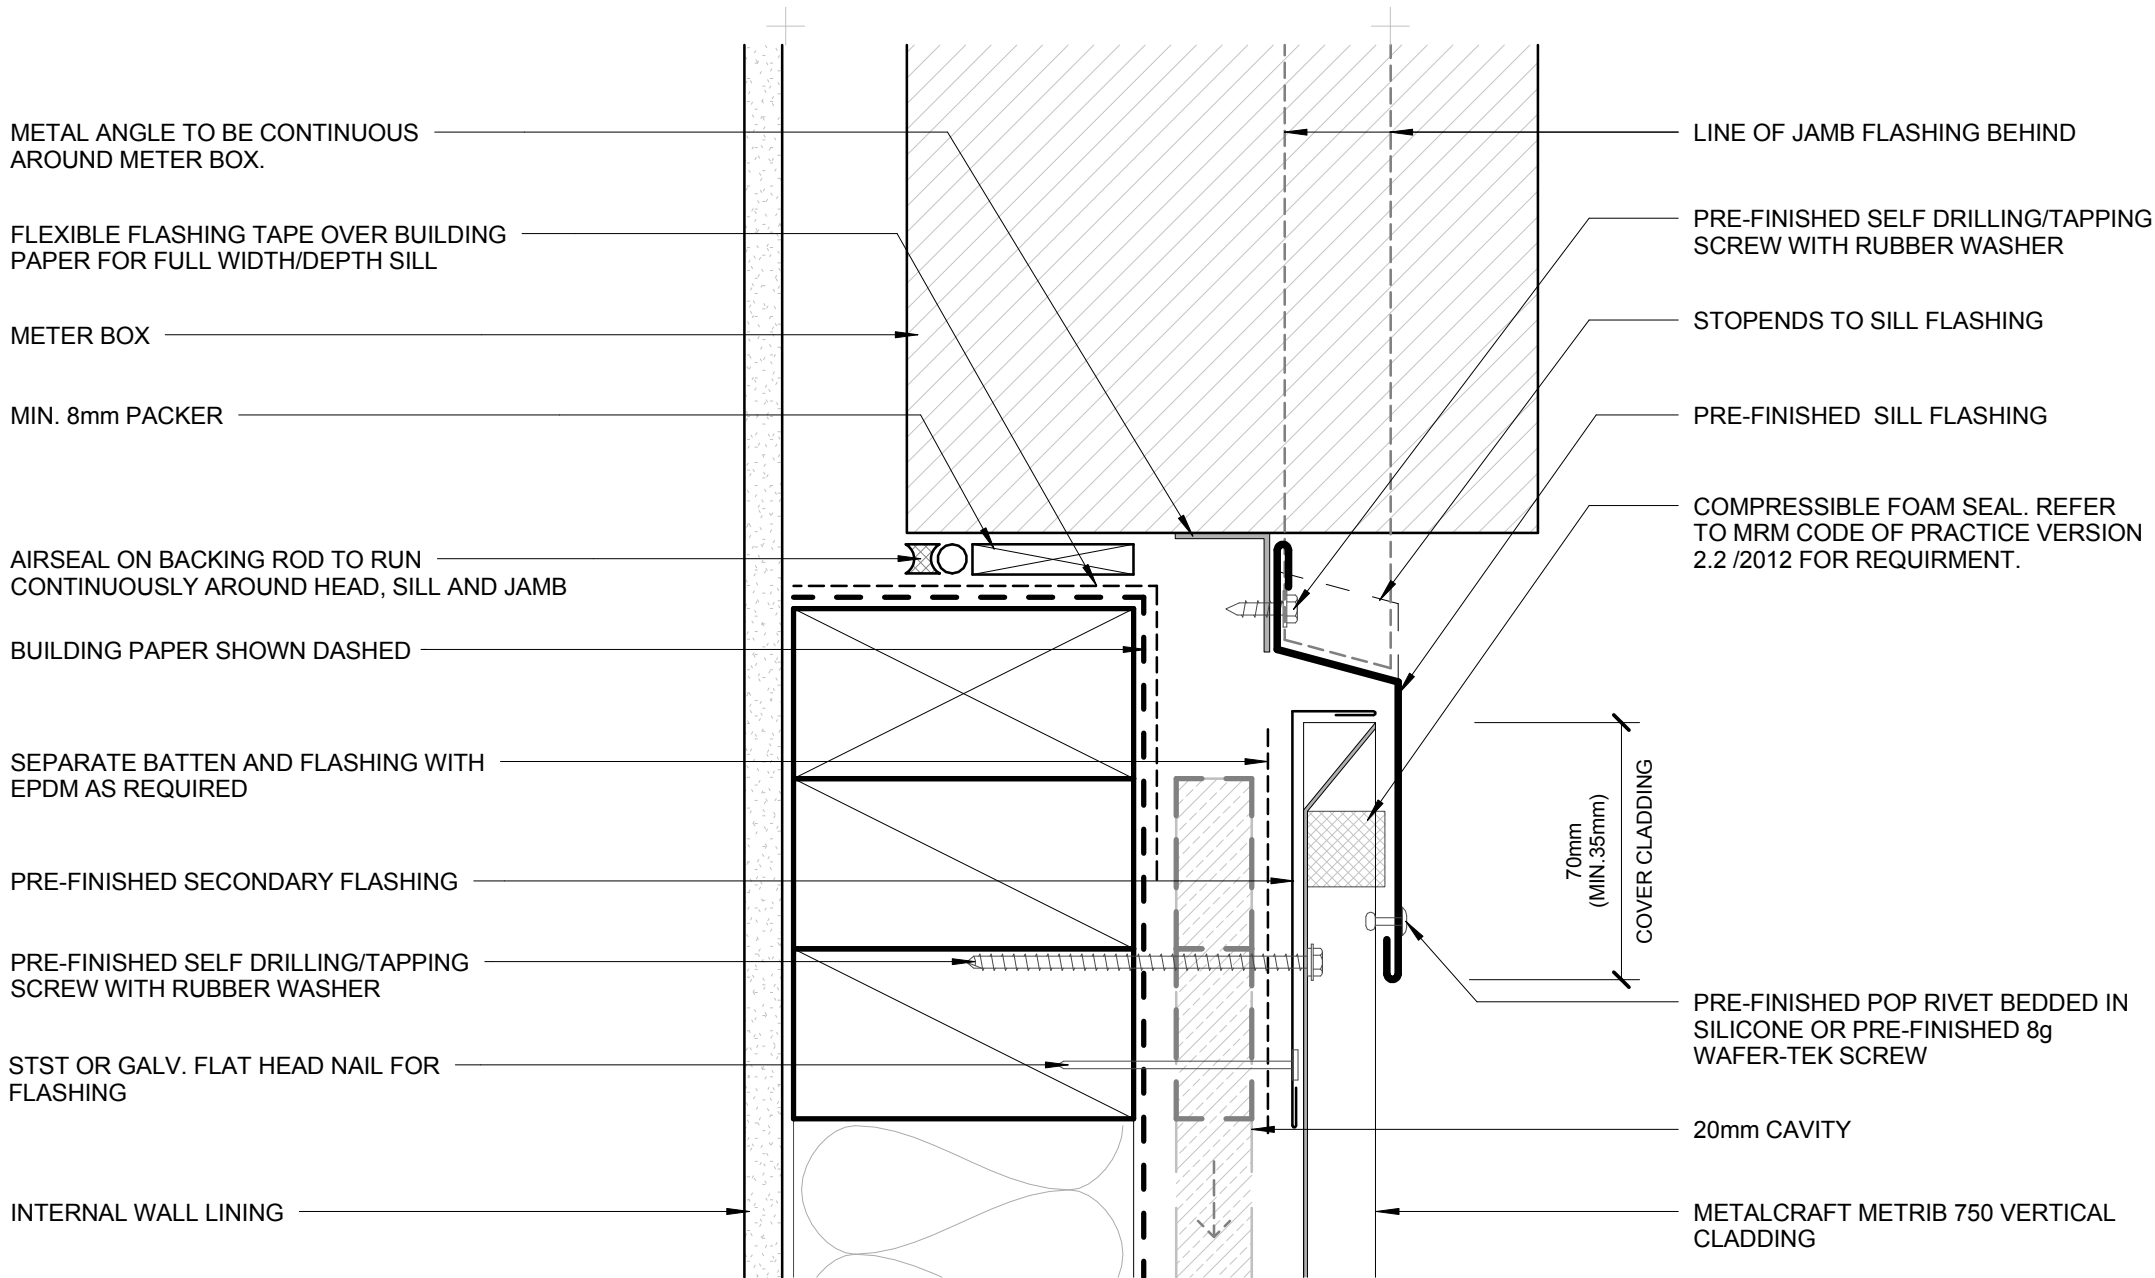 METAL ANGLE TO BE CONTINUOUS
AROUND METER BOX.
FLEXIBLE FLASHING TAPE OVER BUILDING
PAPER FOR FULL WIDTH/DEPTH SILL
METER BOX
MIN. 8mm PACKER
AIRSEAL ON BACKING ROD TO RUN
CONTINUOUSLY AROUND HEAD, SILL AND JAMB
BUILDING PAPER SHOWN DASHED
SEPARATE BATTEN AND FLASHING WITH
EPDM AS REQUIRED
PRE-FINISHED SECONDARY FLASHING
PRE-FINISHED SELF DRILLING/TAPPING
SCREW WITH RUBBER WASHER
STST OR GALV. FLAT HEAD NAIL FOR
FLASHING
INTERNAL WALL LINING
LINE OF JAMB FLASHING BEHIND
PRE-FINISHED SELF DRILLING/TAPPING
SCREW WITH RUBBER WASHER
STOPENDS TO SILL FLASHING
PRE-FINISHED SILL FLASHING
COMPRESSIBLE FOAM SEAL. REFER
TO MRM CODE OF PRACTICE VERSION
2.2 /2012 FOR REQUIRMENT.
70mm
(MIN.35mm)
COVER CLADDING
PRE-FINISHED POP RIVET BEDDED IN
SILICONE OR PRE-FINISHED 8g
WAFER-TEK SCREW
20mm CAVITY
METALCRAFT METRIB 750 VERTICAL
CLADDING